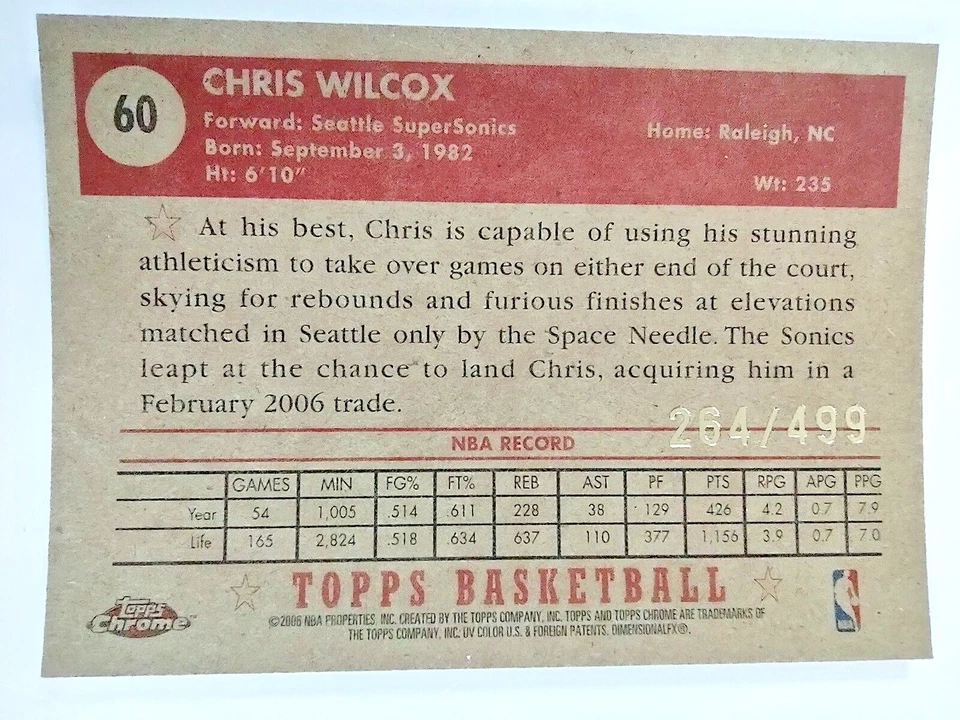 60
CHRIS WILCOX
Forward: Seattle SuperSonics
Home: Raleigh, NC
Born: September 3, 1982
Ht: 6'10"
Wt: 235
At his best, Chris is capable of using his stunning
athleticism to take over games on either end of the court,
skying for rebounds and furious finishes at elevations
matched in Seattle only by the Space Needle. The Sonics
leapt at the chance to land Chris, acquiring him in a
February 2006 trade.
264/499
NBA RECORD
GAMES MIN FG% FT% REB AST PF PTS RPG APG PPG
Year 54 1,005 .514 .611 228 38 129 426 4.2 0.7 7.9
Life 165 2,824 .518 .634 637 110 377 1,156 3.9 0.7 7.0
TOPPS BASKETBALL
topps Chrome™
©2006 NBA PROPERTIES, INC. CREATED BY THE TOPPS COMPANY, INC. TOPPS AND TOPPS CHROME ARE TRADEMARKS OF
THE TOPPS COMPANY, INC. UV COLOR U.S. & FOREIGN PATENTS. DIMENSIONALFX®.